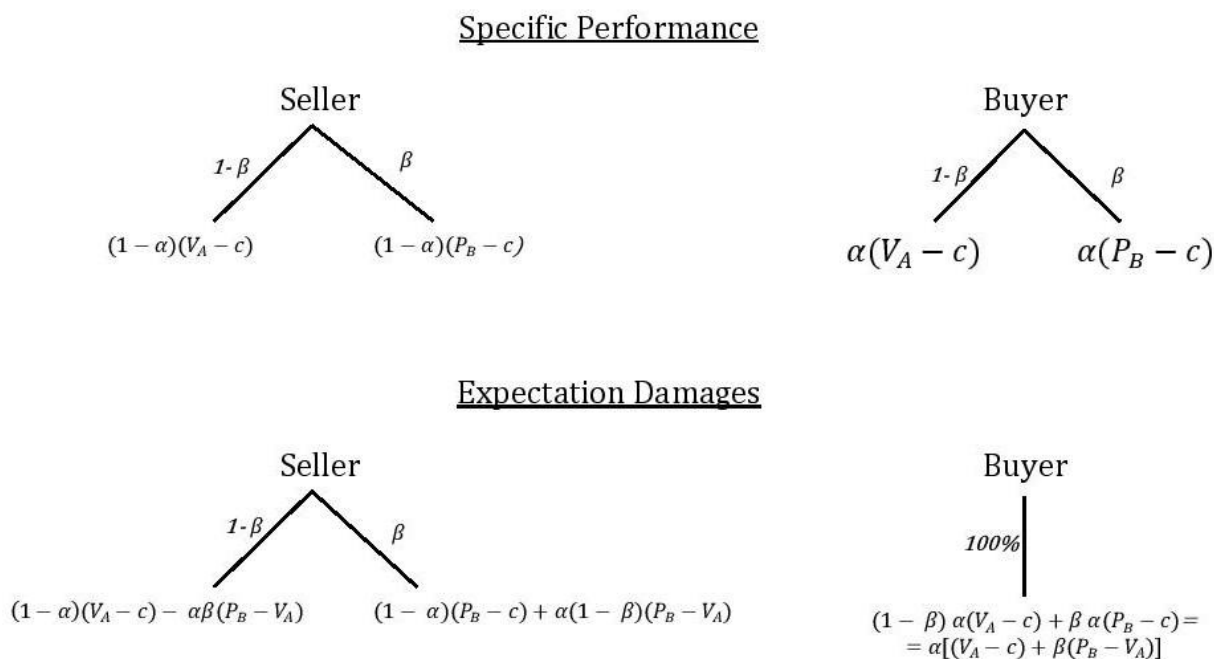 Specific Performance
Seller
Buyer
1- β
β
1- β
β
(1 − α)(V_A − c)
(1 − α)(P_B − c)
α(V_A − c)
α(P_B − c)
Expectation Damages
Seller
Buyer
1- β
β
100%
(1 − α)(V_A − c) − αβ(P_B − V_A)
(1 − α)(P_B − c) + α(1 − β)(P_B − V_A)
(1 − β) α(V_A − c) + β α(P_B − c) =
= α[(V_A − c) + β(P_B − V_A)]